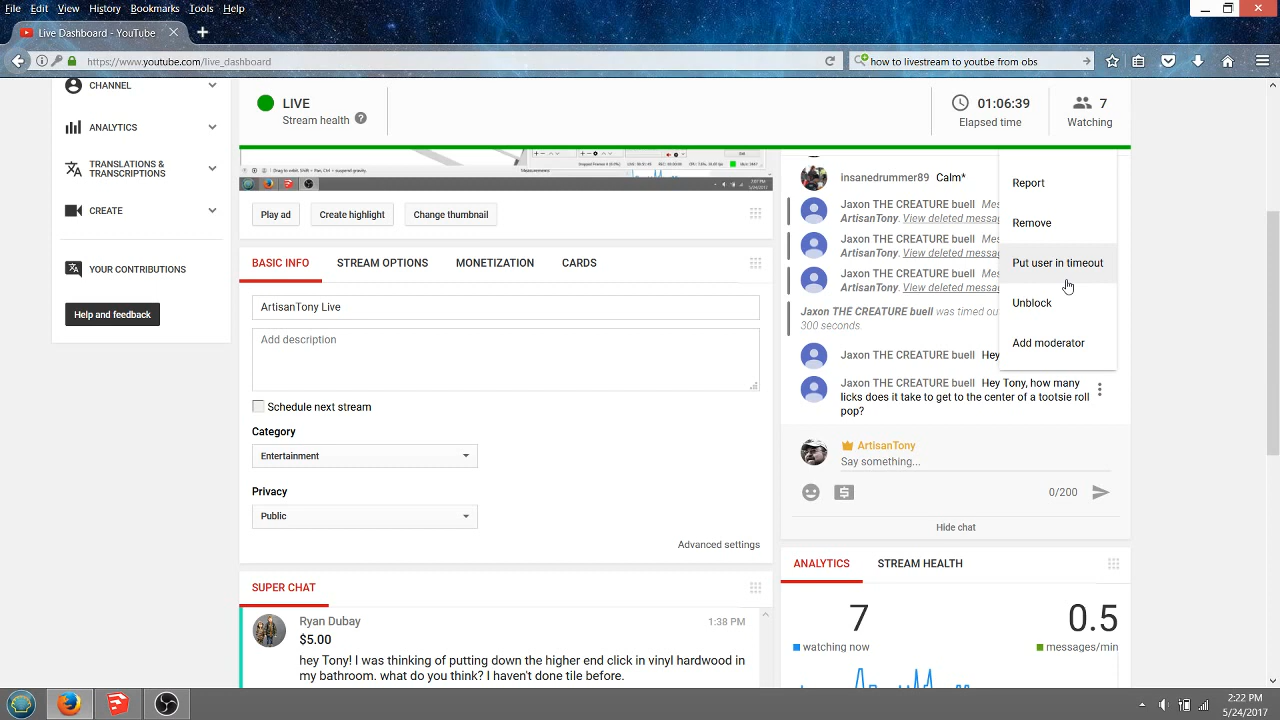 File Edit View History Bookmarks Tools Help
Live Dashboard - YouTube
https://www.youtube.com/live_dashboard
how to livestream to youtbe from obs
CHANNEL
ANALYTICS
TRANSLATIONS &
TRANSCRIPTIONS
CREATE
YOUR CONTRIBUTIONS
Help and feedback
LIVE
Stream health ?
01:06:39
Elapsed time
7
Watching
Play ad
Create highlight
Change thumbnail
BASIC INFO
STREAM OPTIONS
MONETIZATION
CARDS
ArtisanTony Live
Add description
Schedule next stream
Category
Entertainment
Privacy
Public
Advanced settings
SUPER CHAT
Ryan Dubay
1:38 PM
$5.00
hey Tony! I was thinking of putting down the higher end click in vinyl hardwood in
my bathroom. what do you think? I haven't done tile before.
insanedrummer89 Calm*
Jaxon THE CREATURE buell Mes
ArtisanTony. View deleted messa
Jaxon THE CREATURE buell Mes
ArtisanTony. View deleted messa
Jaxon THE CREATURE buell Mes
ArtisanTony. View deleted messa
Jaxon THE CREATURE buell was timed ou
300 seconds.
Jaxon THE CREATURE buell Hey
Jaxon THE CREATURE buell Hey Tony, how many
licks does it take to get to the center of a tootsie roll
pop?
Report
Remove
Put user in timeout
Unblock
Add moderator
ArtisanTony
Say something...
0/200
Hide chat
ANALYTICS
STREAM HEALTH
7
watching now
0.5
messages/min
2:22 PM
5/24/2017